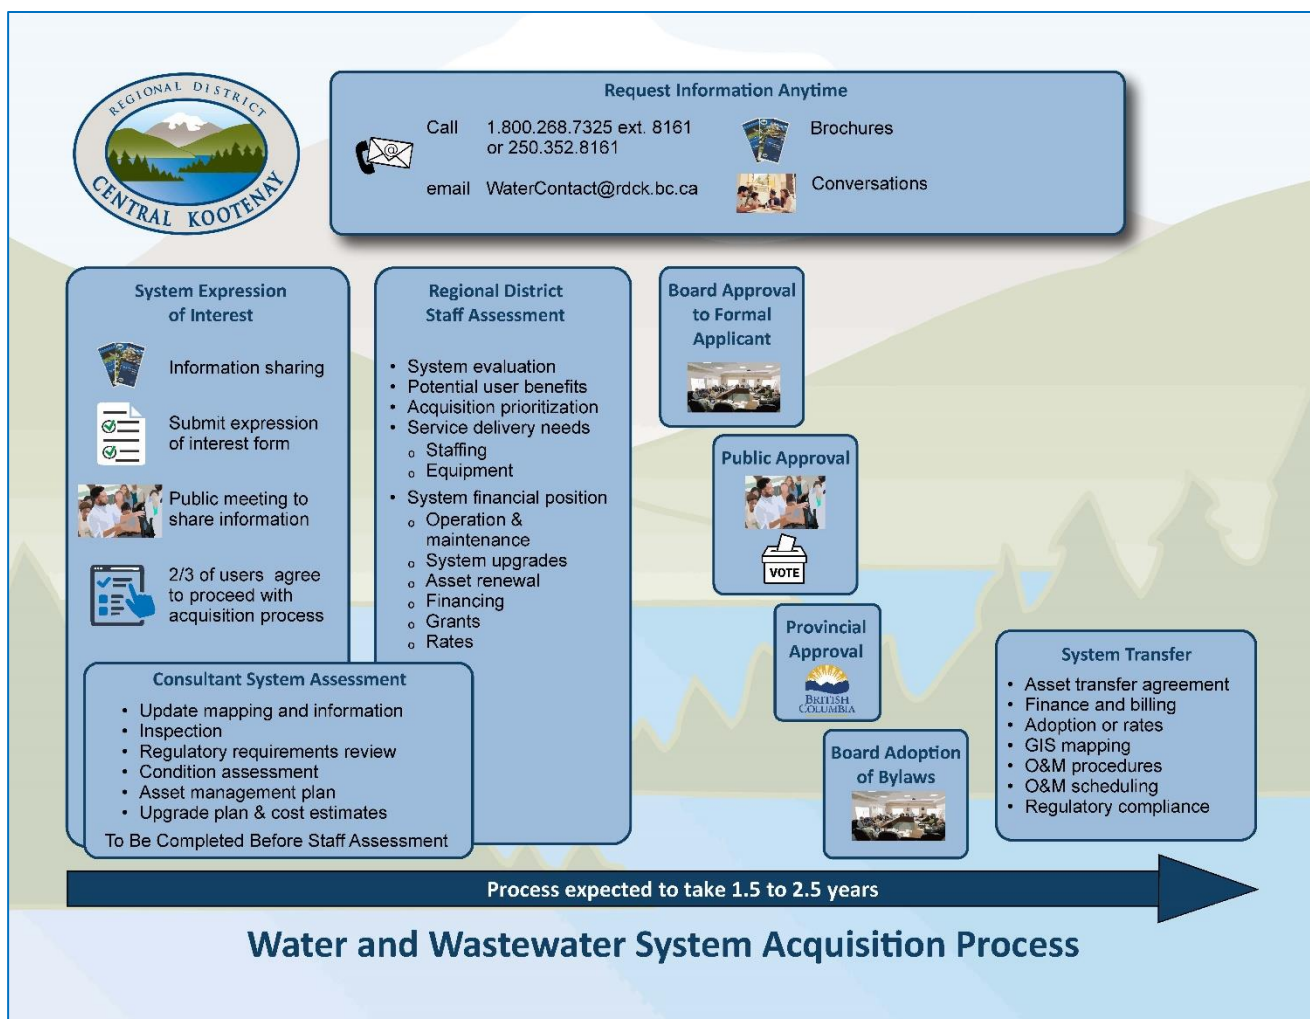 REGIONAL DISTRICT
CENTRAL KOOTENAY
Request Information Anytime
Call 1.800.268.7325 ext. 8161
or 250.352.8161
email WaterContact@rdck.bc.ca
Brochures
Conversations
System Expression
of Interest
Information sharing
Submit expression
of interest form
Public meeting to
share information
2/3 of users agree
to proceed with
acquisition process
Consultant System Assessment
• Update mapping and information
• Inspection
• Regulatory requirements review
• Condition assessment
• Asset management plan
• Upgrade plan & cost estimates
To Be Completed Before Staff Assessment
Regional District
Staff Assessment
• System evaluation
• Potential user benefits
• Acquisition prioritization
• Service delivery needs
o Staffing
o Equipment
• System financial position
o Operation &
maintenance
o System upgrades
o Asset renewal
o Financing
o Grants
o Rates
Board Approval
to Formal
Applicant
Public Approval
VOTE
Provincial
Approval
BRITISH
COLUMBIA
Board Adoption
of Bylaws
System Transfer
• Asset transfer agreement
• Finance and billing
• Adoption or rates
• GIS mapping
• O&M procedures
• O&M scheduling
• Regulatory compliance
Process expected to take 1.5 to 2.5 years
Water and Wastewater System Acquisition Process